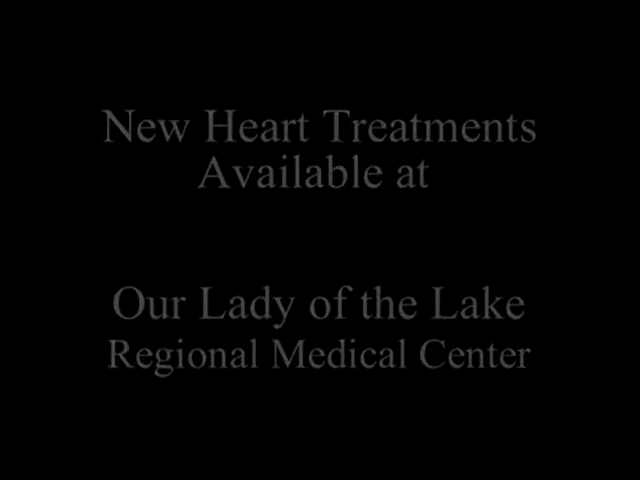 New Heart Treatments
Available at
Our Lady of the Lake
Regional Medical Center